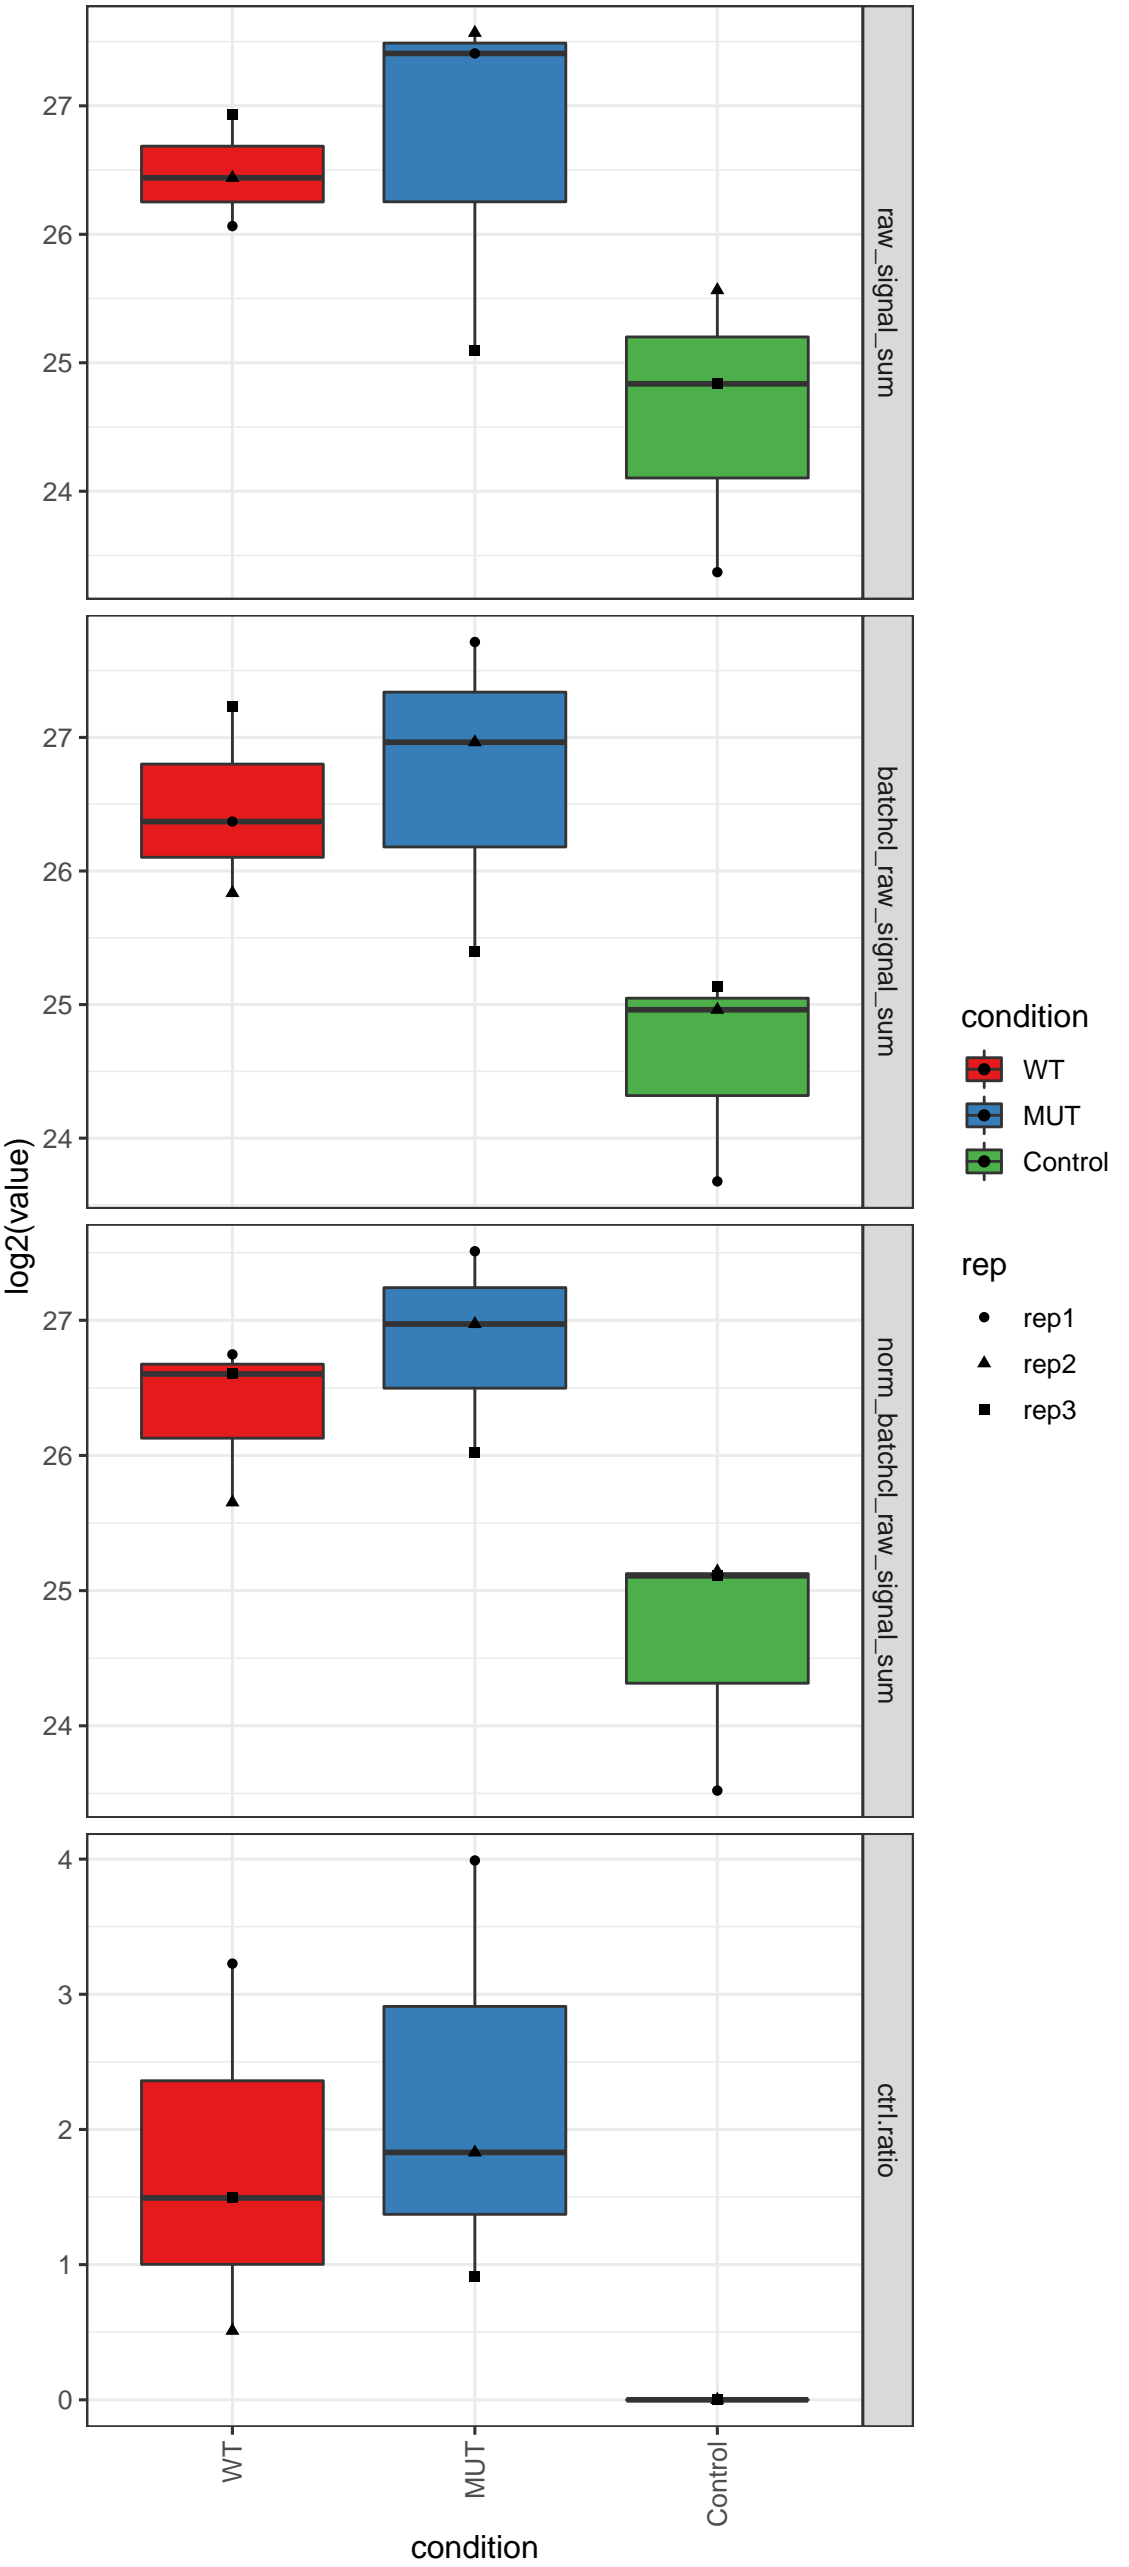 log2(value)
27
26
25
24
raw_signal_sum
27
26
25
24
batchcl_raw_signal_sum
27
26
25
24
norm_batchcl_raw_signal_sum
4
3
2
1
0
ctrl.ratio
WT
MUT
Control
condition
condition
WT
MUT
Control
rep
rep1
rep2
rep3